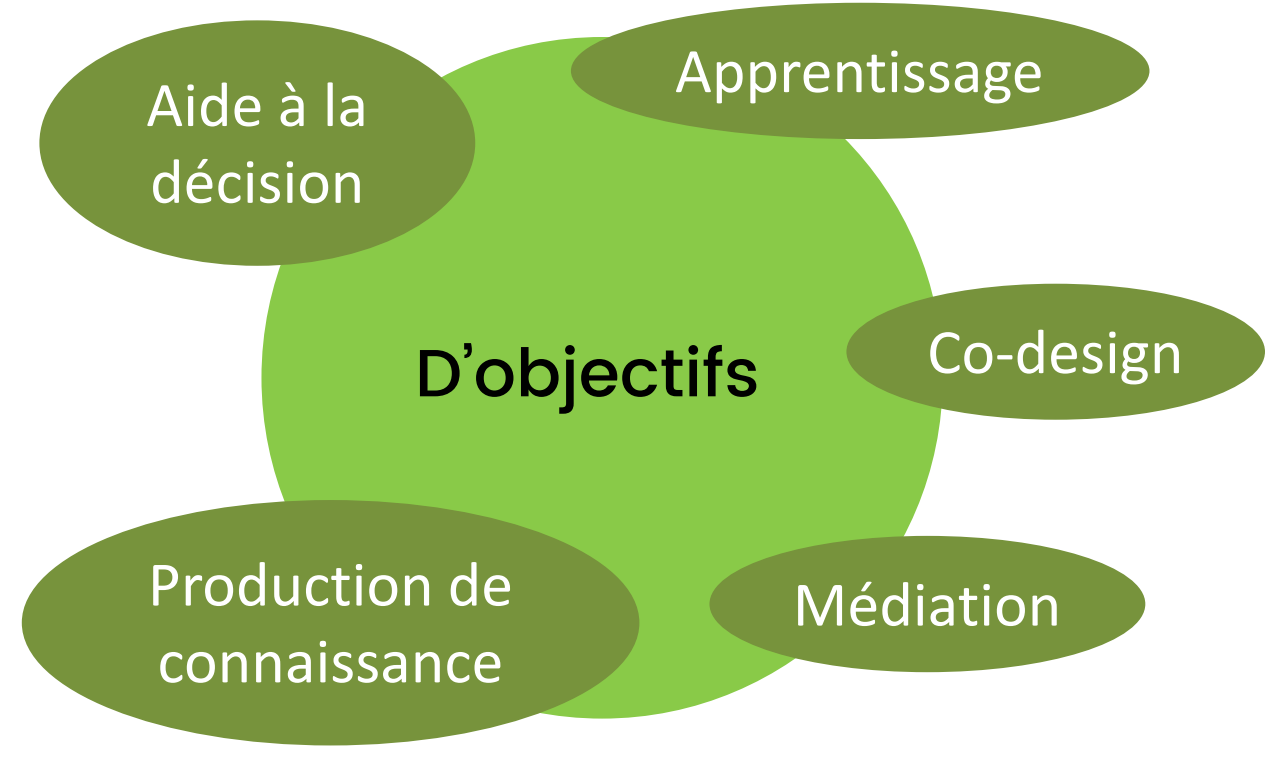 Aide à la
décision
Apprentissage
D’objectifs
Co-design
Production de
connaissance
Médiation